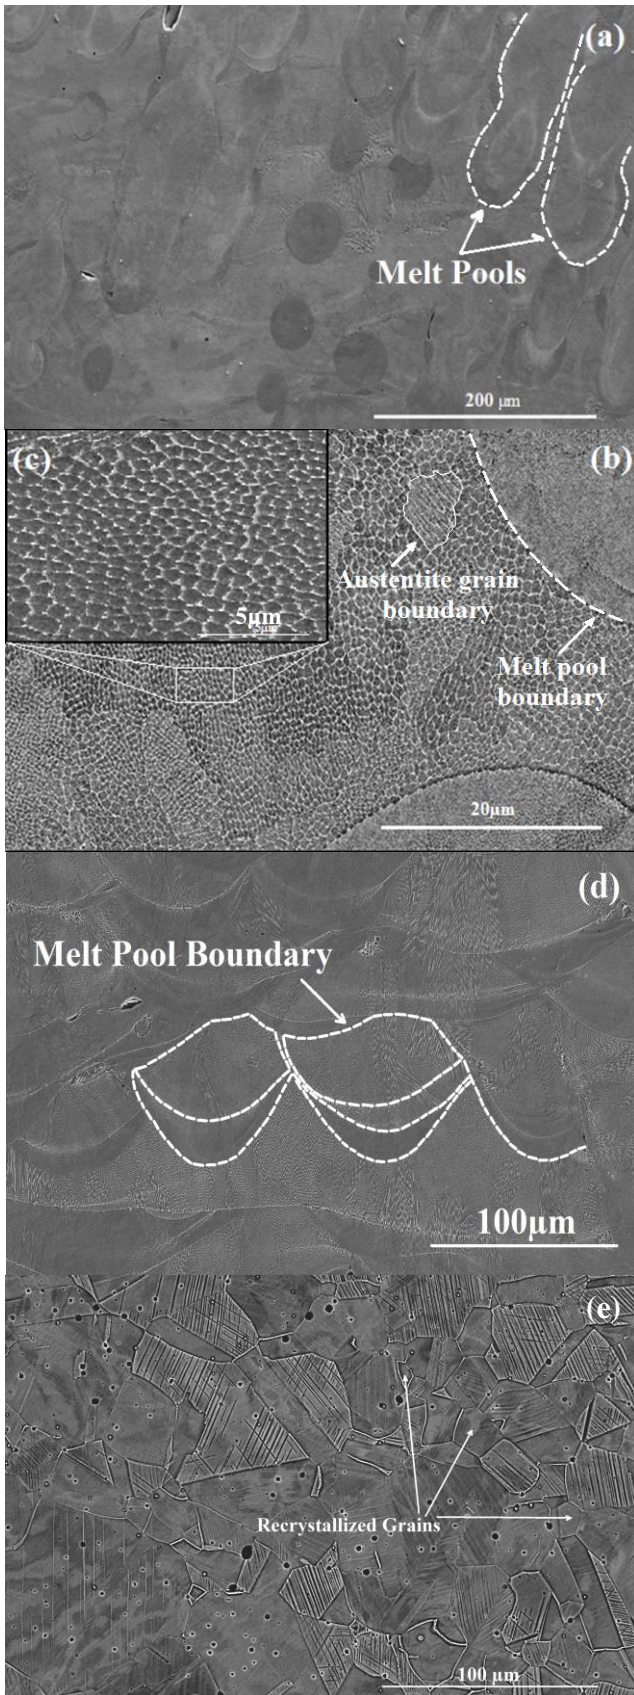 (a)
Melt Pools
200 µm
(c)
(b)
Austentite grain
boundary
5µm
5µm
Melt pool
boundary
20µm
(d)
Melt Pool Boundary
100µm
(e)
Recrystallized Grains
100 µm